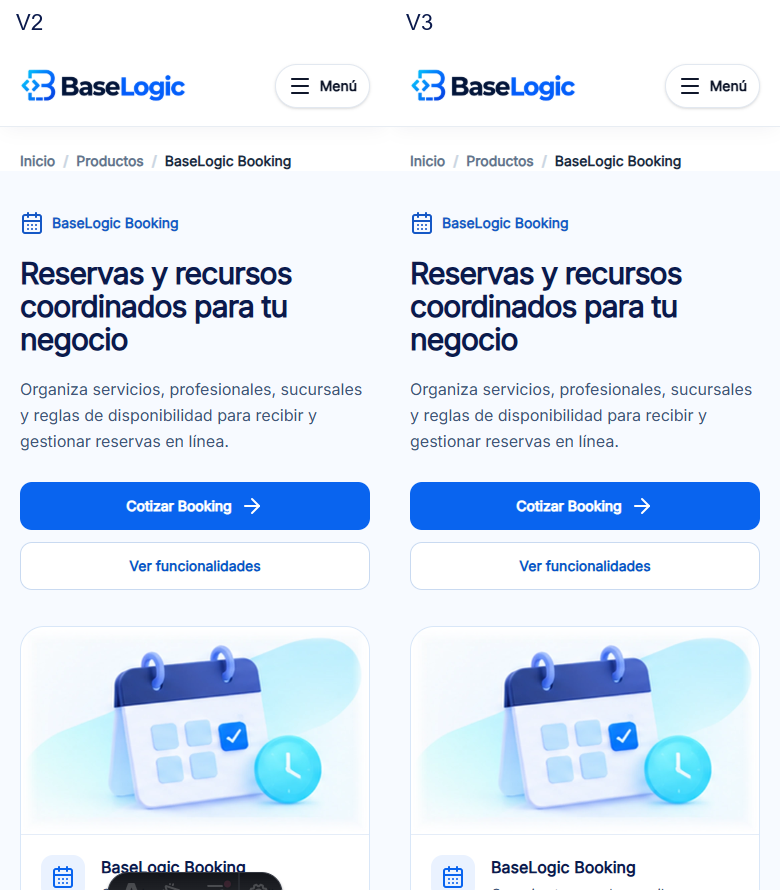 V2
BaseLogic
Menú
Inicio / Productos / BaseLogic Booking
BaseLogic Booking
Reservas y recursos
coordinados para tu
negocio
Organiza servicios, profesionales, sucursales
y reglas de disponibilidad para recibir y
gestionar reservas en línea.
Cotizar Booking
Ver funcionalidades
BaseLogic Booking
V3
BaseLogic
Menú
Inicio / Productos / BaseLogic Booking
BaseLogic Booking
Reservas y recursos
coordinados para tu
negocio
Organiza servicios, profesionales, sucursales
y reglas de disponibilidad para recibir y
gestionar reservas en línea.
Cotizar Booking
Ver funcionalidades
BaseLogic Booking